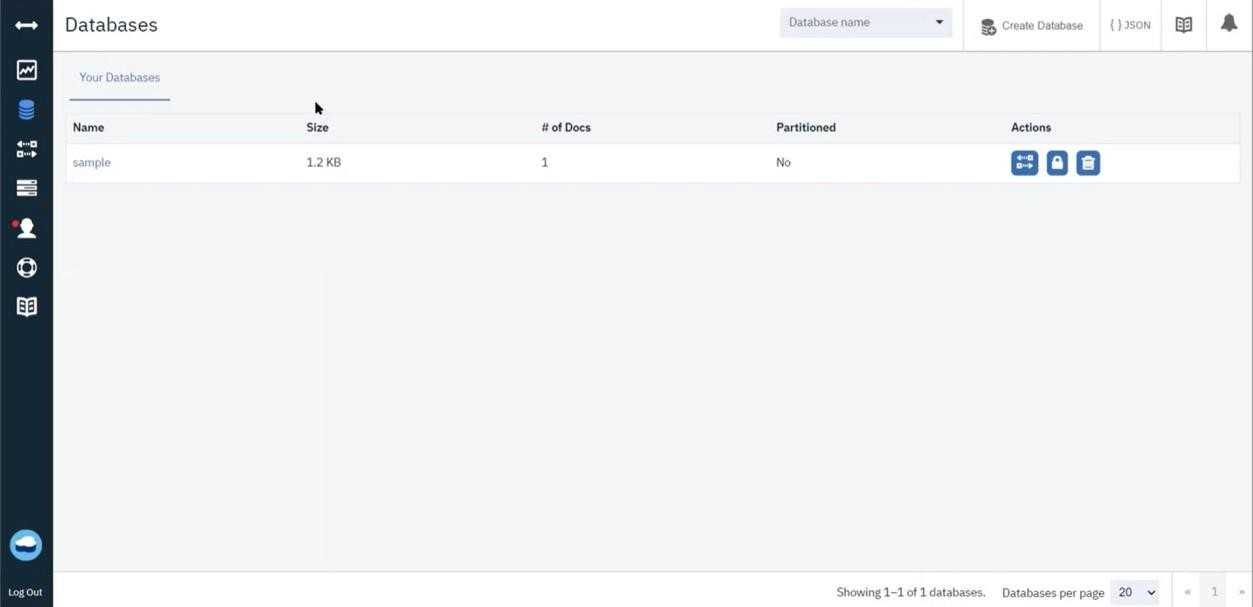 Databases
Database name
Create Database
{ } JSON
Your Databases
Name Size # of Docs Partitioned Actions
sample 1.2 KB 1 No
Log Out
Showing 1–1 of 1 databases. Databases per page 20 « 1 »